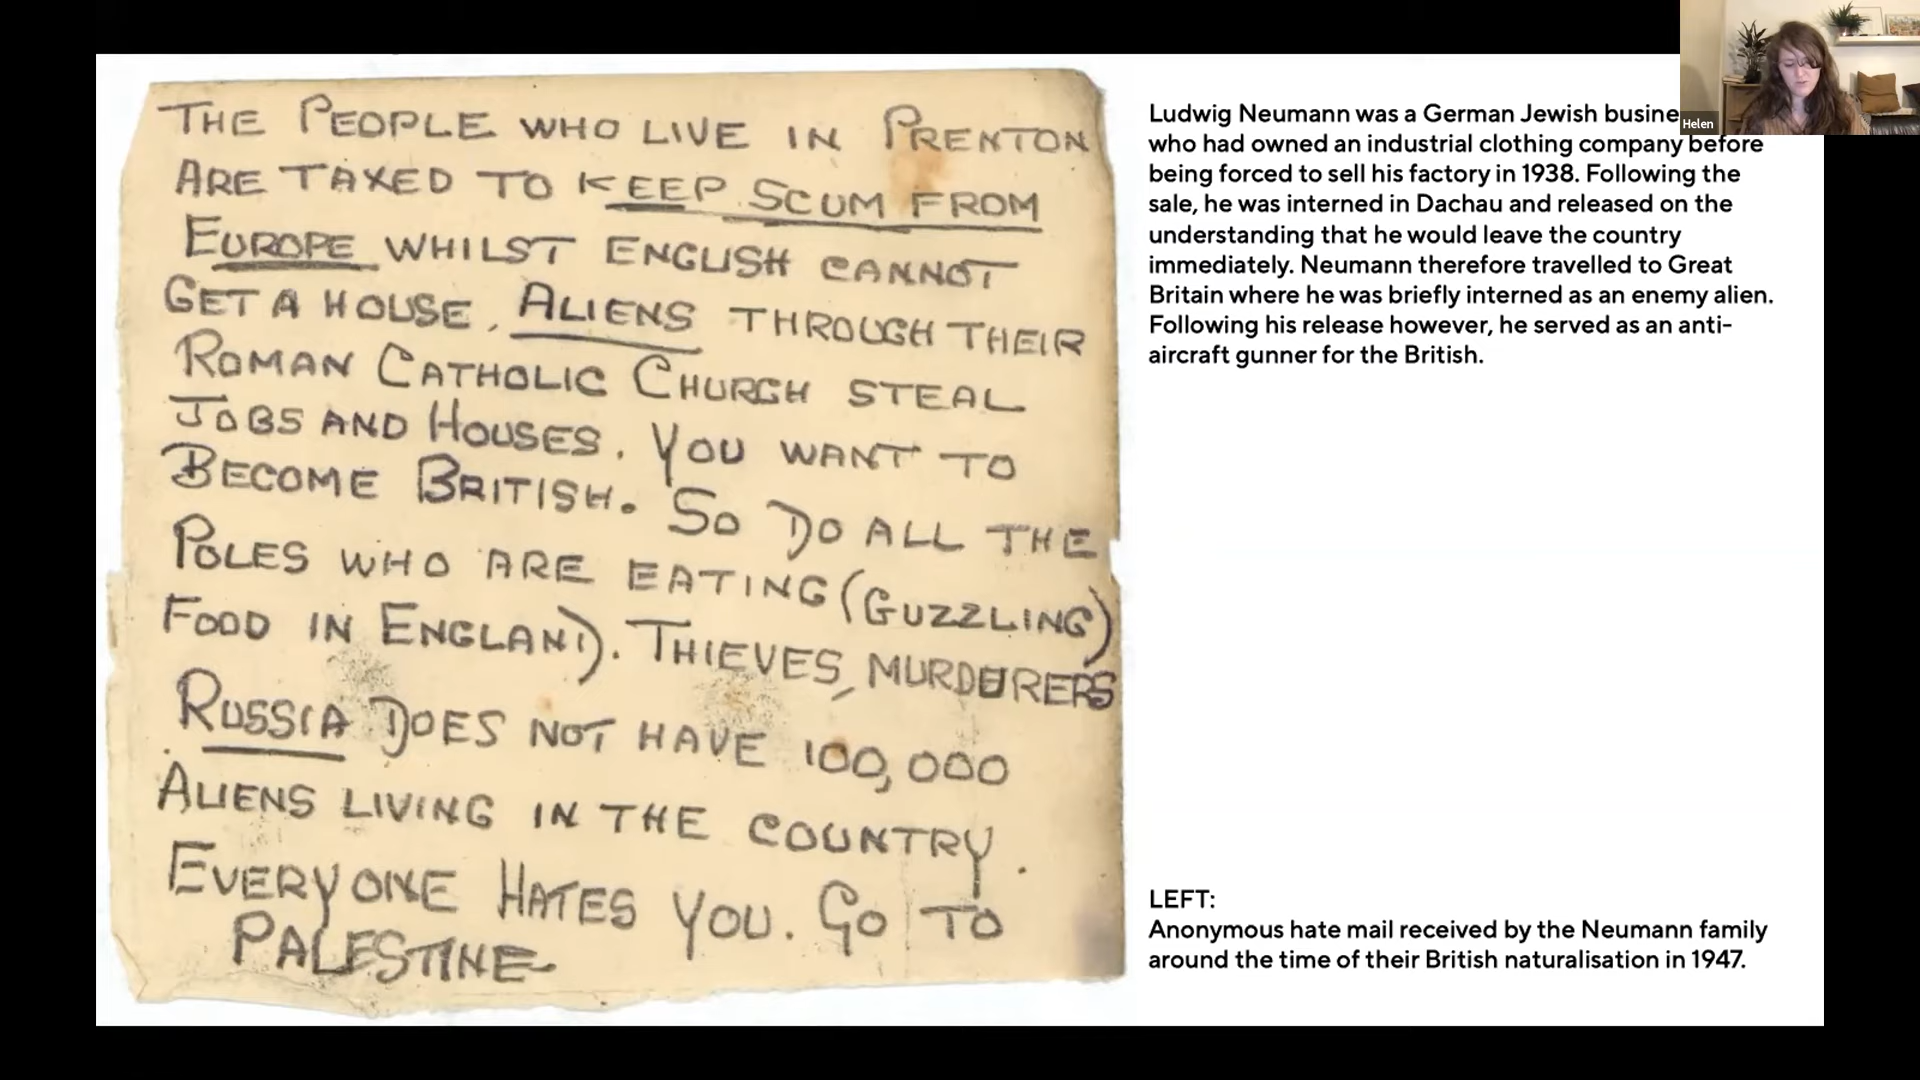 THE PEOPLE WHO LIVE IN PRENTON
ARE TAXED TO KEEP SCUM FROM
EUROPE WHILST ENGLISH CANNOT
GET A HOUSE. ALIENS THROUGH THEIR
ROMAN CATHOLIC CHURCH STEAL
JOBS AND HOUSES. YOU WANT TO
BECOME BRITISH. SO DO ALL THE
POLES WHO ARE EATING (GUZZLING)
FOOD IN ENGLAND). THIEVES, MURDERERS
RUSSIA DOES NOT HAVE 100,000
ALIENS LIVING IN THE COUNTRY.
EVERYONE HATES YOU. GO TO
PALESTINE
Ludwig Neumann was a German Jewish busine
who had owned an industrial clothing company before
being forced to sell his factory in 1938. Following the
sale, he was interned in Dachau and released on the
understanding that he would leave the country
immediately. Neumann therefore travelled to Great
Britain where he was briefly interned as an enemy alien.
Following his release however, he served as an anti-
aircraft gunner for the British.
LEFT:
Anonymous hate mail received by the Neumann family
around the time of their British naturalisation in 1947.
Helen